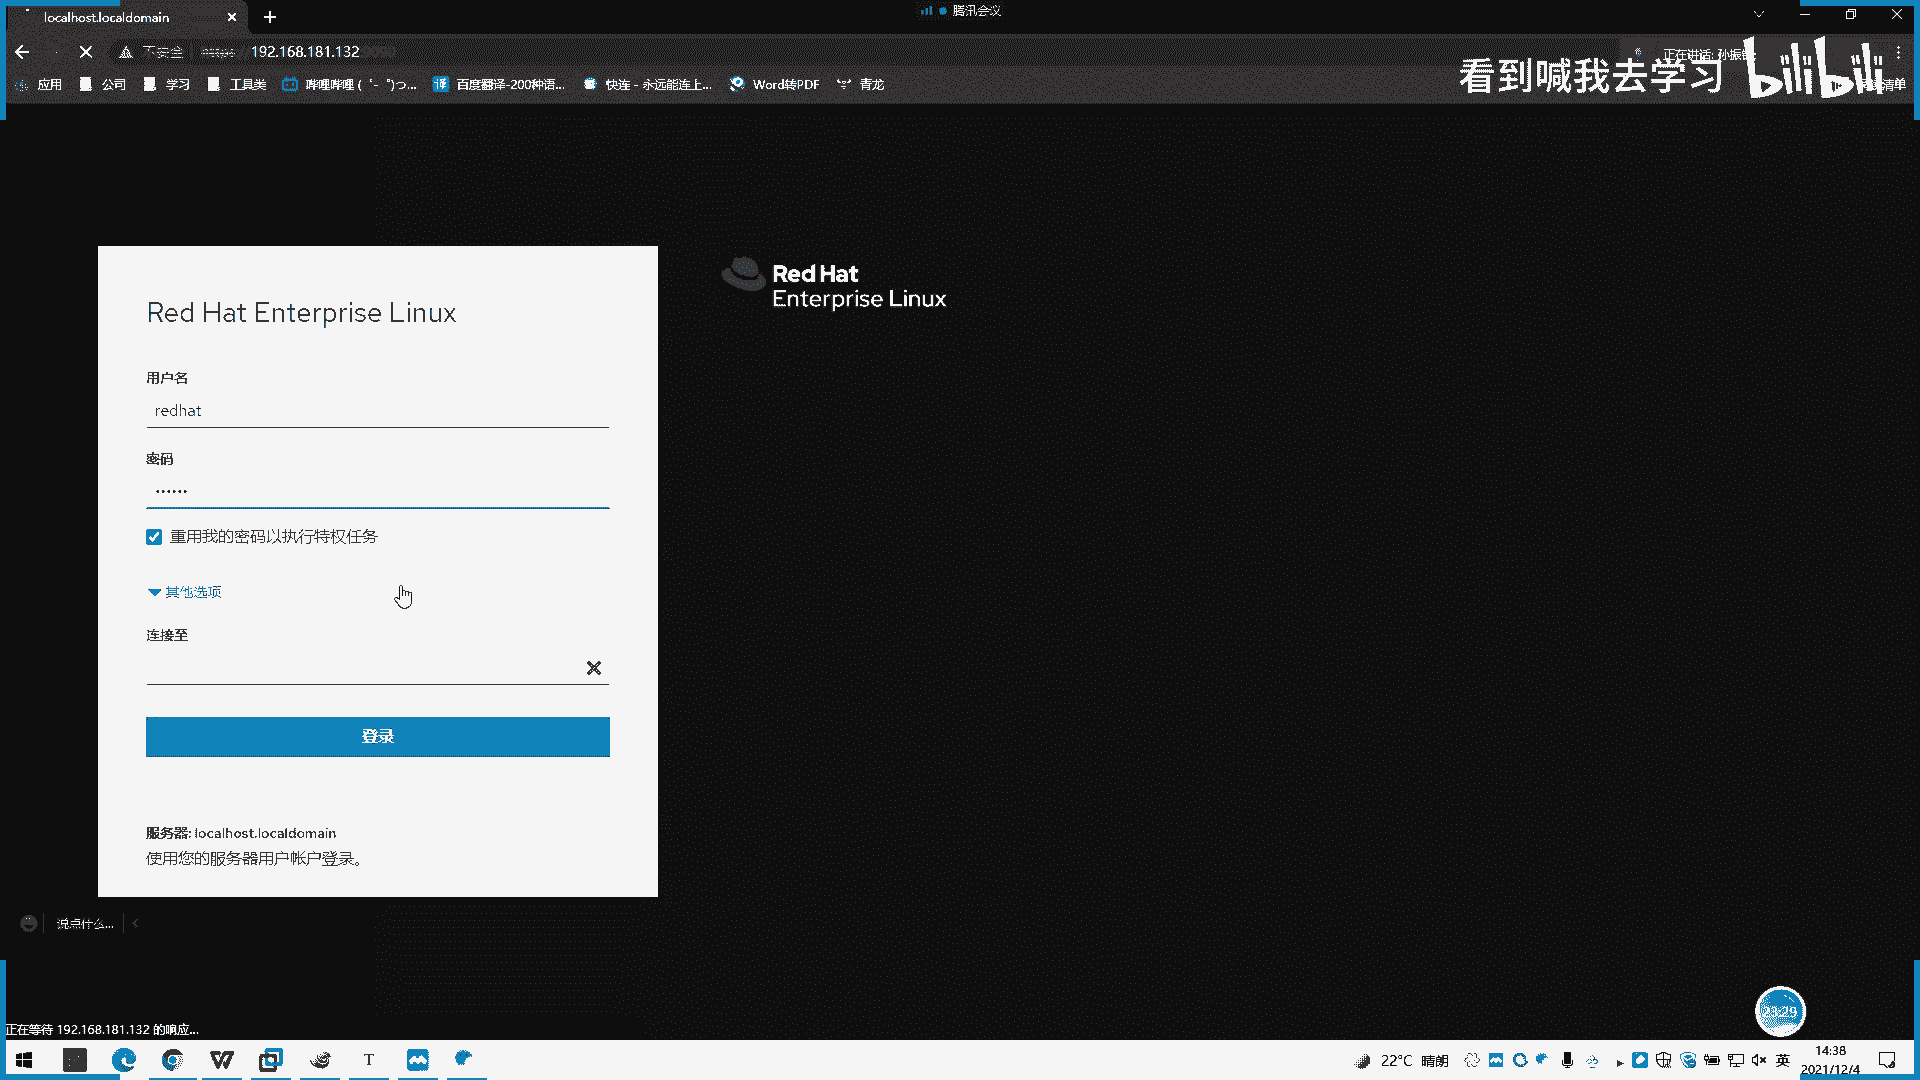 localhost.localdomain
腾讯会议
不安全 https 192.168.181.132
正在讲话: 孙振
看到喊我去学习 bilibili
应用 公司 学习 工具类 哔哩哔哩 ( ゜- ゜)つ... 百度翻译-200种语... 快连 - 永远能连上... Word转PDF 青龙 清单
Red Hat
Enterprise Linux
Red Hat Enterprise Linux
用户名
redhat
密码
······
重用我的密码以执行特权任务
其他选项
连接至
登录
服务器: localhost.localdomain
使用您的服务器用户帐户登录。
说点什么...
正在等待 192.168.181.132 的响应...
22°C 晴朗
英
14:38
2021/12/4